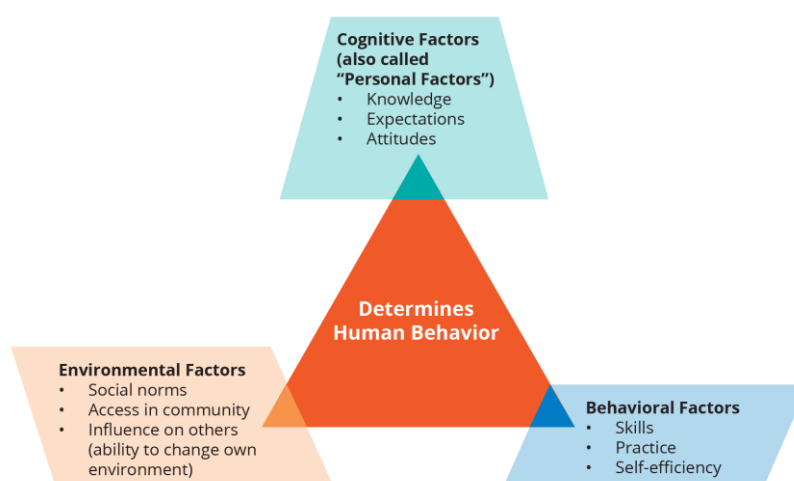 Cognitive Factors
(also called
“Personal Factors”)
• Knowledge
• Expectations
• Attitudes
Determines
Human Behavior
Environmental Factors
• Social norms
• Access in community
• Influence on others
(ability to change own
environment)
Behavioral Factors
• Skills
• Practice
• Self-efficiency